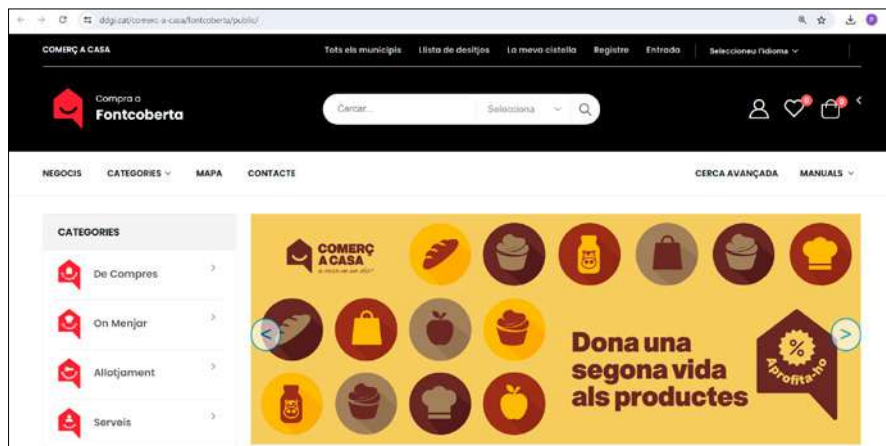 ddgi.cat/comerc-a-casa/fontcoberta/public/
COMERÇ A CASA
Tots els municipis
Llista de desitjos
La meva cistella
Registre
Entrada
Seleccioneu l'idioma
Compra a
Fontcoberta
Cercar...
Selecciona
0
0
NEGOCIS
CATEGORIES
MAPA
CONTACTE
CERCA AVANÇADA
MANUALS
CATEGORIES
De Compres
On Menjar
Allotjament
Serveis
COMERÇ
A CASA
Dona una
segona vida
als productes
%
Aprofita-ho